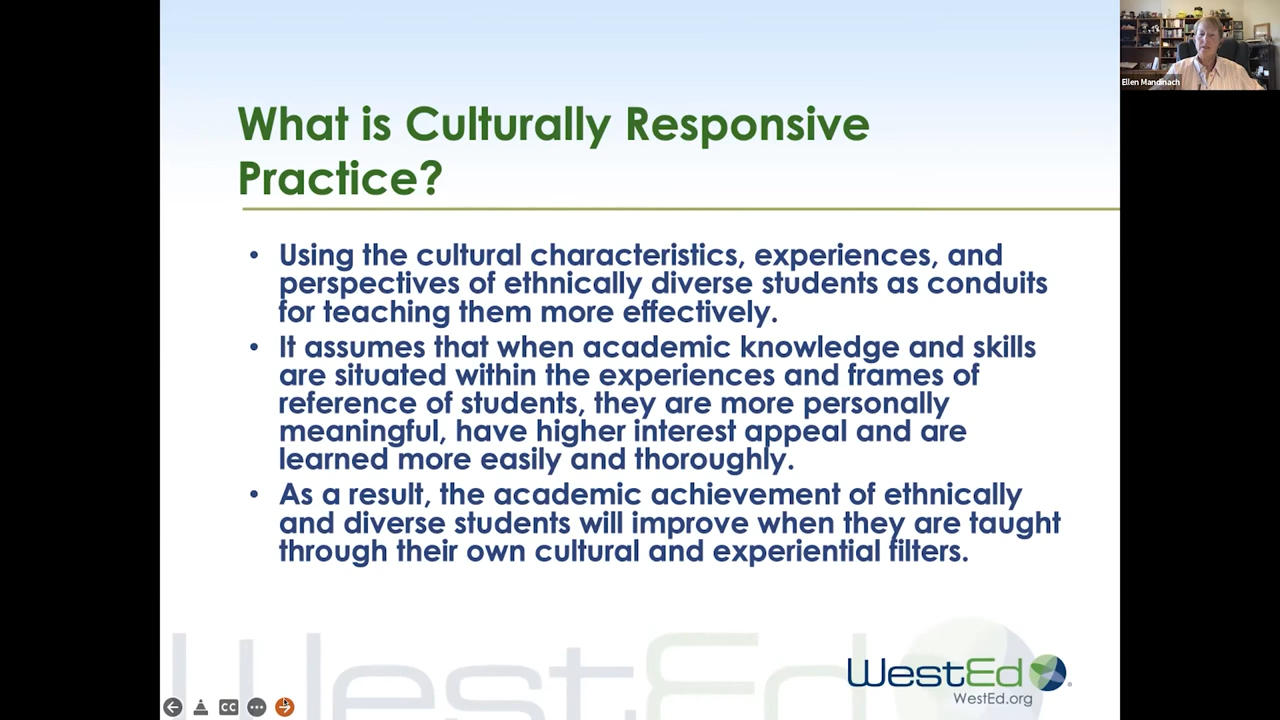 Ellen Mandinach
What is Culturally Responsive
Practice?
• Using the cultural characteristics, experiences, and
perspectives of ethnically diverse students as conduits
for teaching them more effectively.
• It assumes that when academic knowledge and skills
are situated within the experiences and frames of
reference of students, they are more personally
meaningful, have higher interest appeal and are
learned more easily and thoroughly.
• As a result, the academic achievement of ethnically
and diverse students will improve when they are taught
through their own cultural and experiential filters.
WestEd
WestEd®
WestEd.org
CC